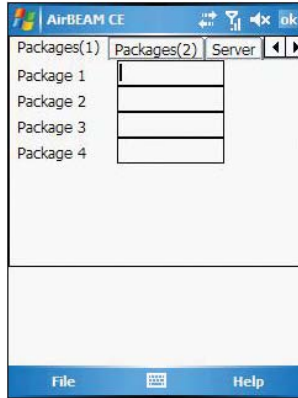 AirBEAM CE ok
Packages(1) Packages(2) Server
Package 1
Package 2
Package 3
Package 4
File Help